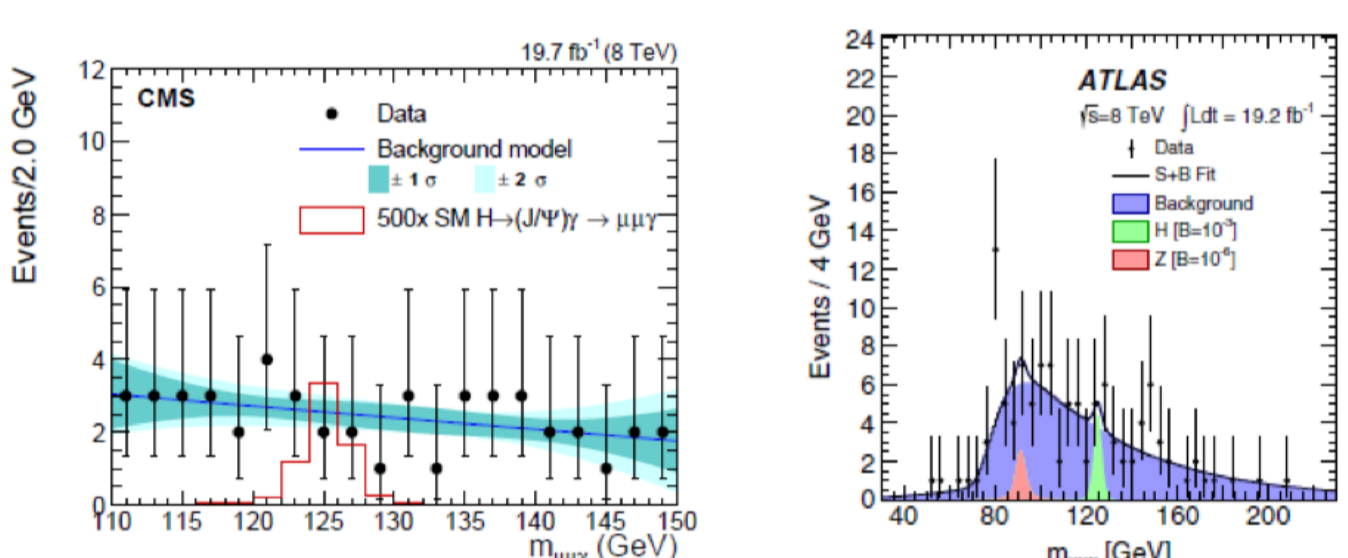 19.7 fb⁻¹ (8 TeV)
CMS
Data
Background model
± 1 σ
± 2 σ
500x SM H→(J/Ψ)γ → μμγ
Events/2.0 GeV
12
10
8
6
4
2
0
110 115 120 125 130 135 140 145 150
m_μμγ (GeV)
ATLAS
√s=8 TeV ∫Ldt = 19.2 fb⁻¹
Data
S+B Fit
Background
H [B=10⁻³]
Z [B=10⁻⁶]
Events / 4 GeV
24
22
20
18
16
14
12
10
8
6
4
2
0
40 80 120 160 200
[GeV]